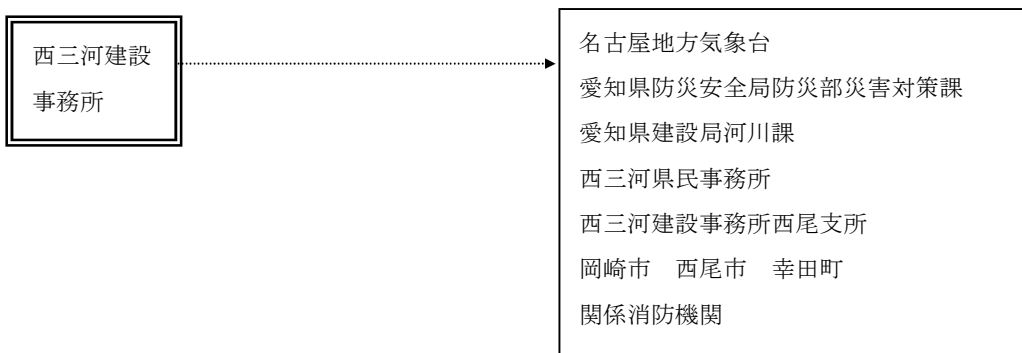 西三河建設
事務所
名古屋地方気象台
愛知県防災安全局防災部災害対策課
愛知県建設局河川課
西三河県民事務所
西三河建設事務所西尾支所
岡崎市　西尾市　幸田町
関係消防機関